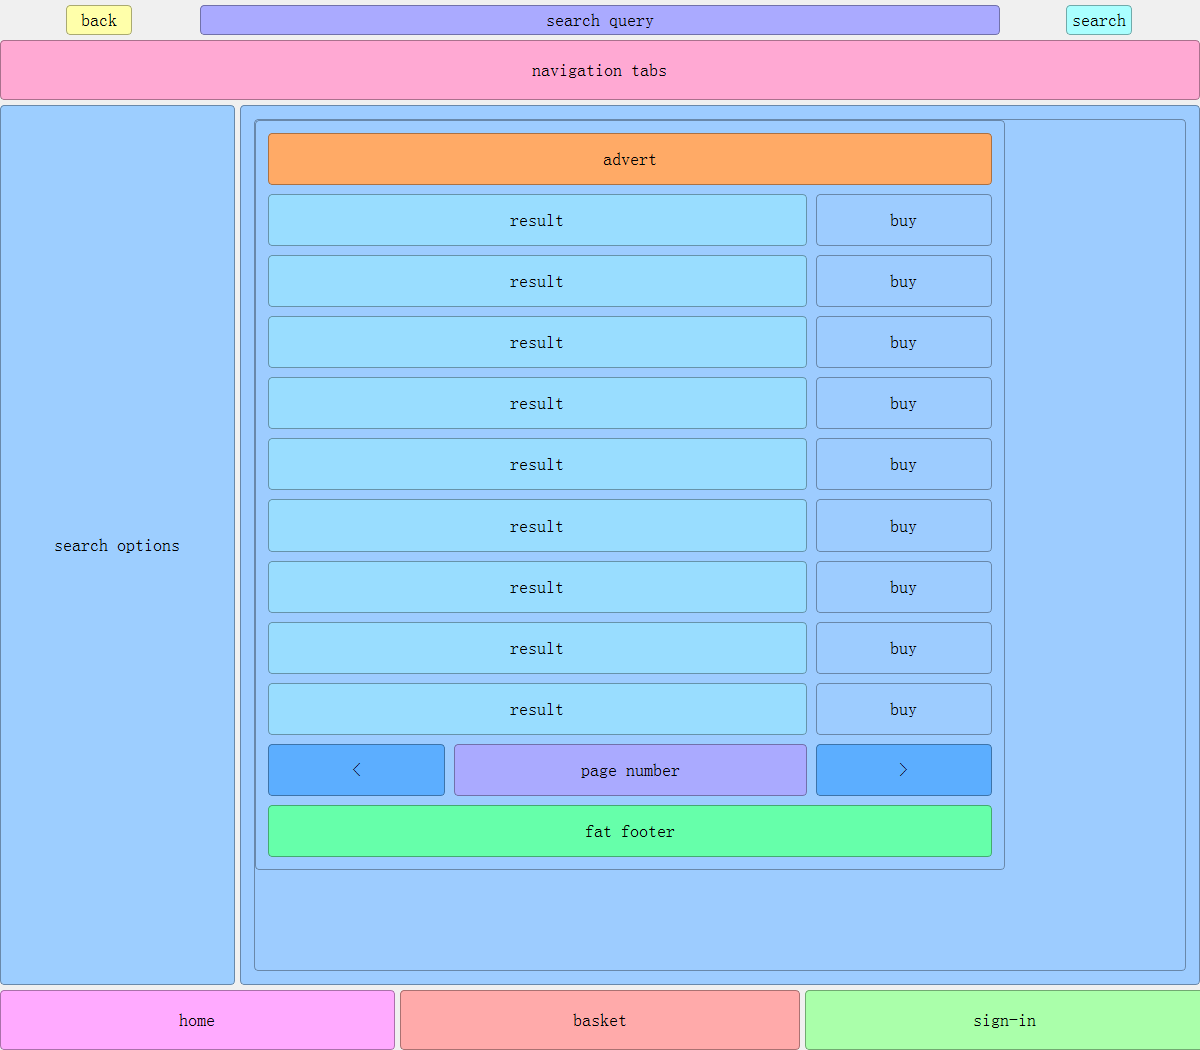 back
search query
search
navigation tabs
search options
advert
result
buy
result
buy
result
buy
result
buy
result
buy
result
buy
result
buy
result
buy
result
buy
<
page number
>
fat footer
home
basket
sign-in